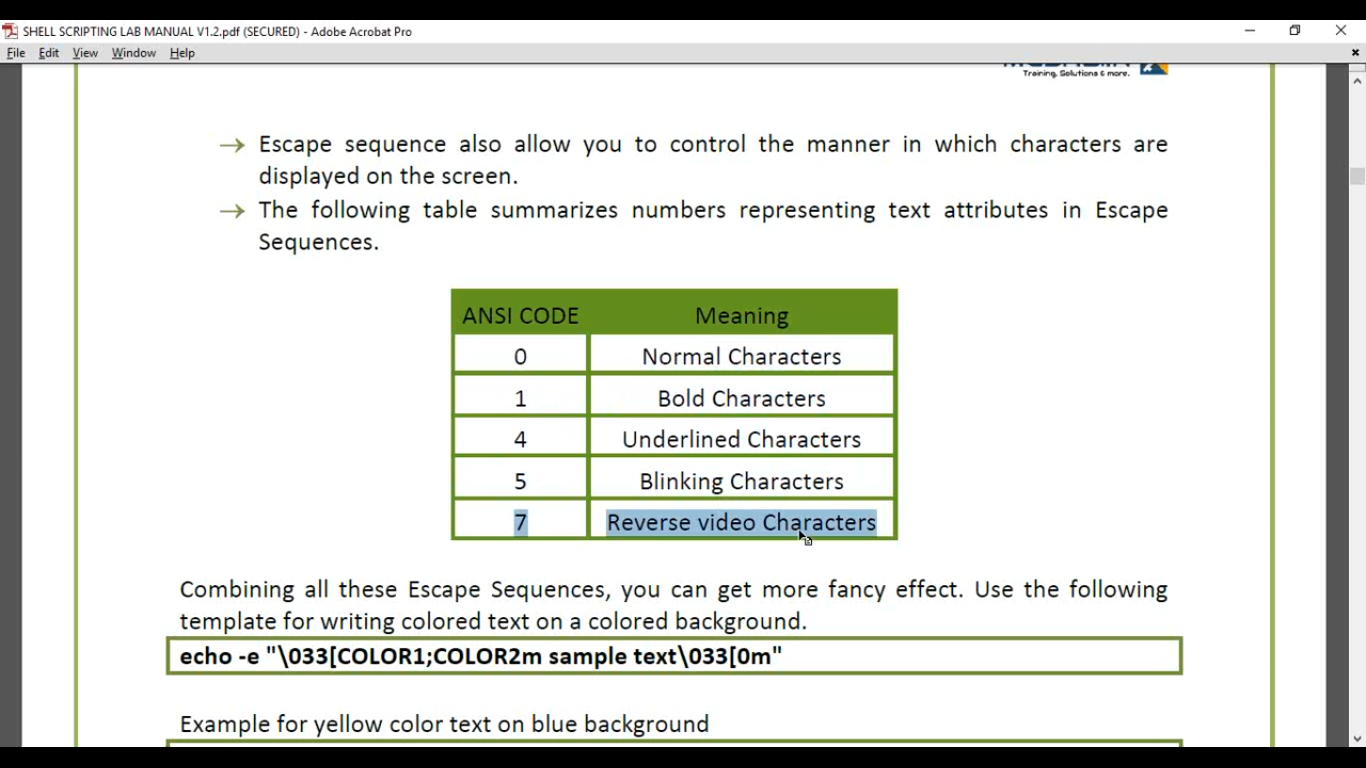 SHELL SCRIPTING LAB MANUAL V1.2.pdf (SECURED) - Adobe Acrobat Pro
File Edit View Window Help
Training, Solutions & more.
→ Escape sequence also allow you to control the manner in which characters are
displayed on the screen.
→ The following table summarizes numbers representing text attributes in Escape
Sequences.
ANSI CODE Meaning
0 Normal Characters
1 Bold Characters
4 Underlined Characters
5 Blinking Characters
7 Reverse video Characters
Combining all these Escape Sequences, you can get more fancy effect. Use the following
template for writing colored text on a colored background.
echo -e "\033[COLOR1;COLOR2m sample text\033[0m"
Example for yellow color text on blue background